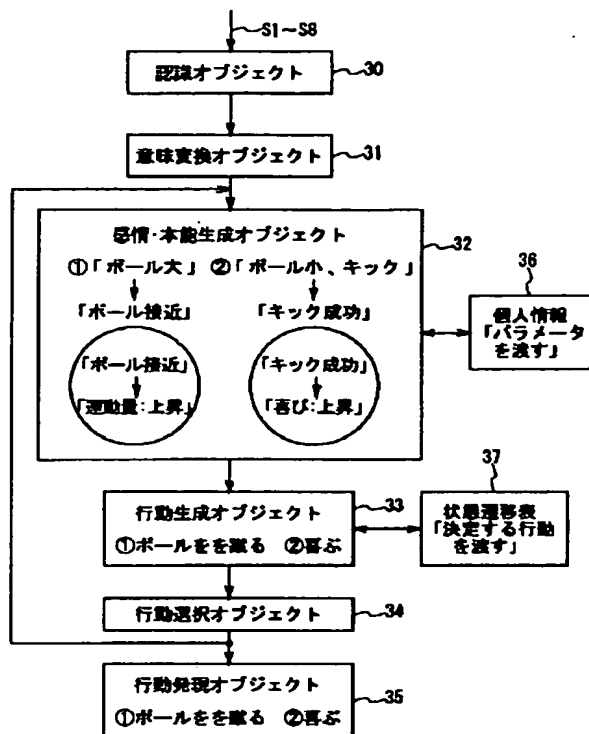 S1~S8
認識オブジェクト
30
意味変換オブジェクト
31
感情・本能生成オブジェクト
32
①「ボール大」 ②「ボール小、キック」
「ボール接近」 「キック成功」
「ボール接近」 「キック成功」
「運動量:上昇」 「喜び:上昇」
36
個人情報
「パラメータ
を渡す」
行動生成オブジェクト
33
①ボールをを蹴る ②喜ぶ
37
状態遷移表
「決定する行動
を渡す」
行動選択オブジェクト
34
行動発現オブジェクト
35
①ボールをを蹴る ②喜ぶ